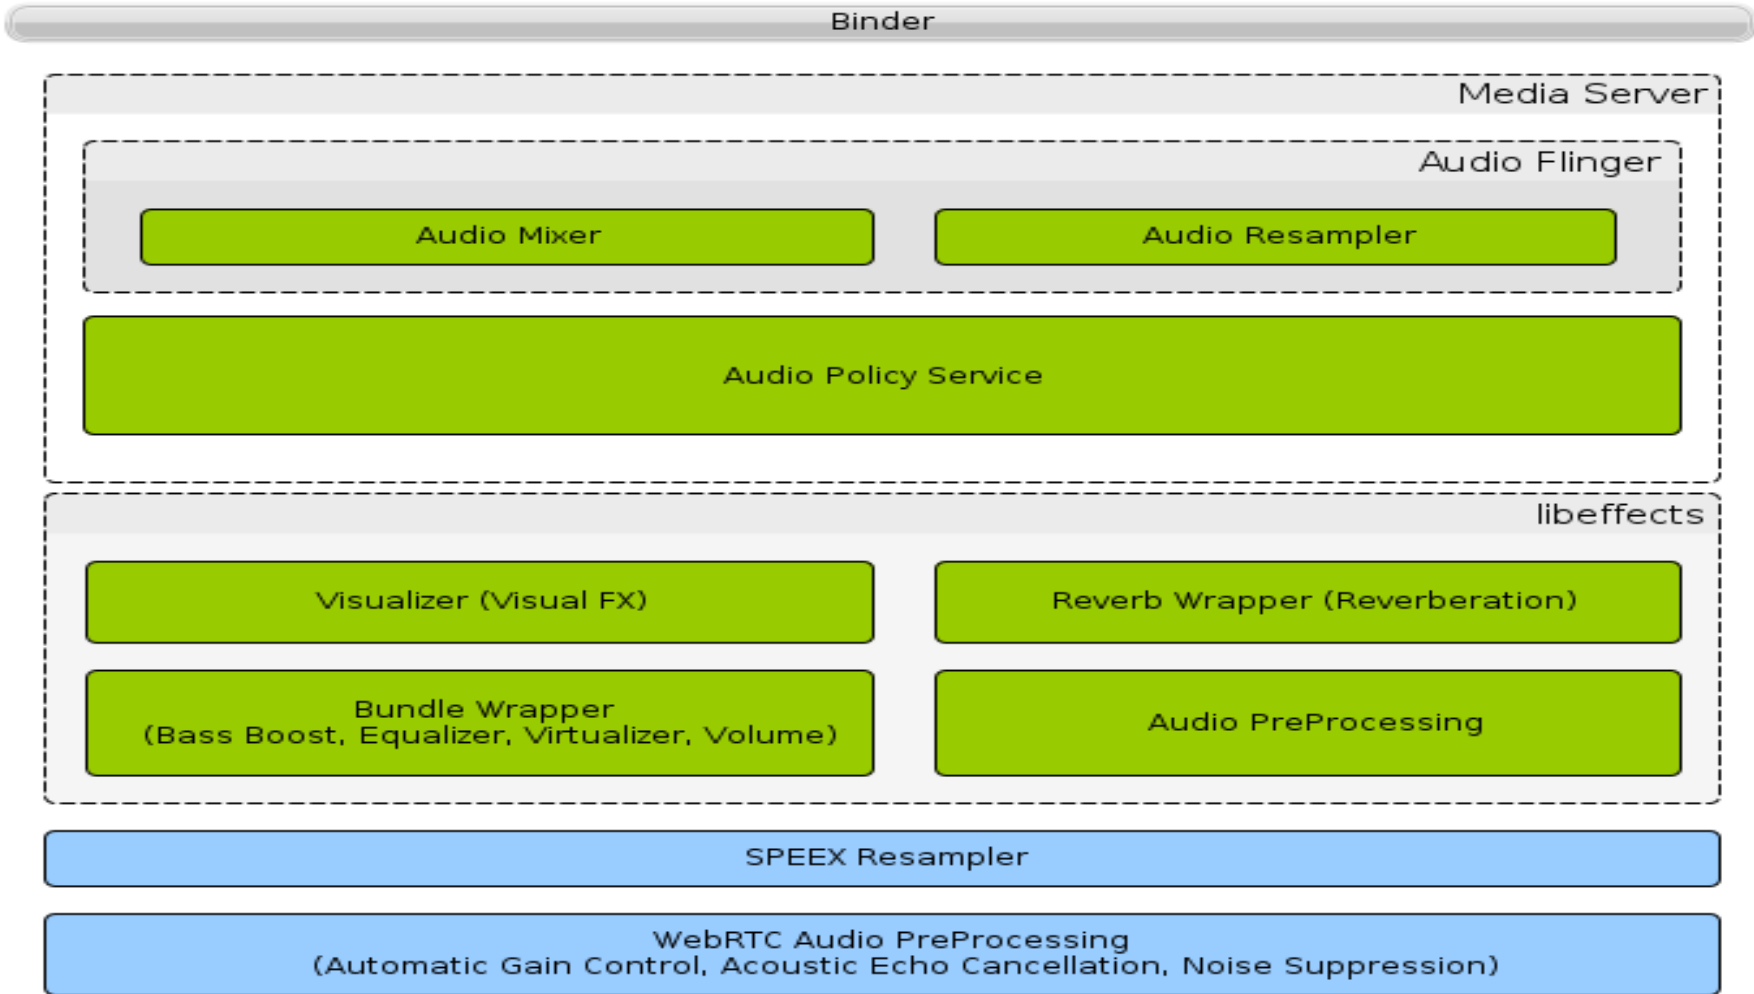 Binder
Media Server
Audio Flinger
Audio Mixer
Audio Resampler
Audio Policy Service
libeffects
Visualizer (Visual FX)
Reverb Wrapper (Reverberation)
Bundle Wrapper
(Bass Boost, Equalizer, Virtualizer, Volume)
Audio PreProcessing
SPEEX Resampler
WebRTC Audio PreProcessing
(Automatic Gain Control, Acoustic Echo Cancellation, Noise Suppression)